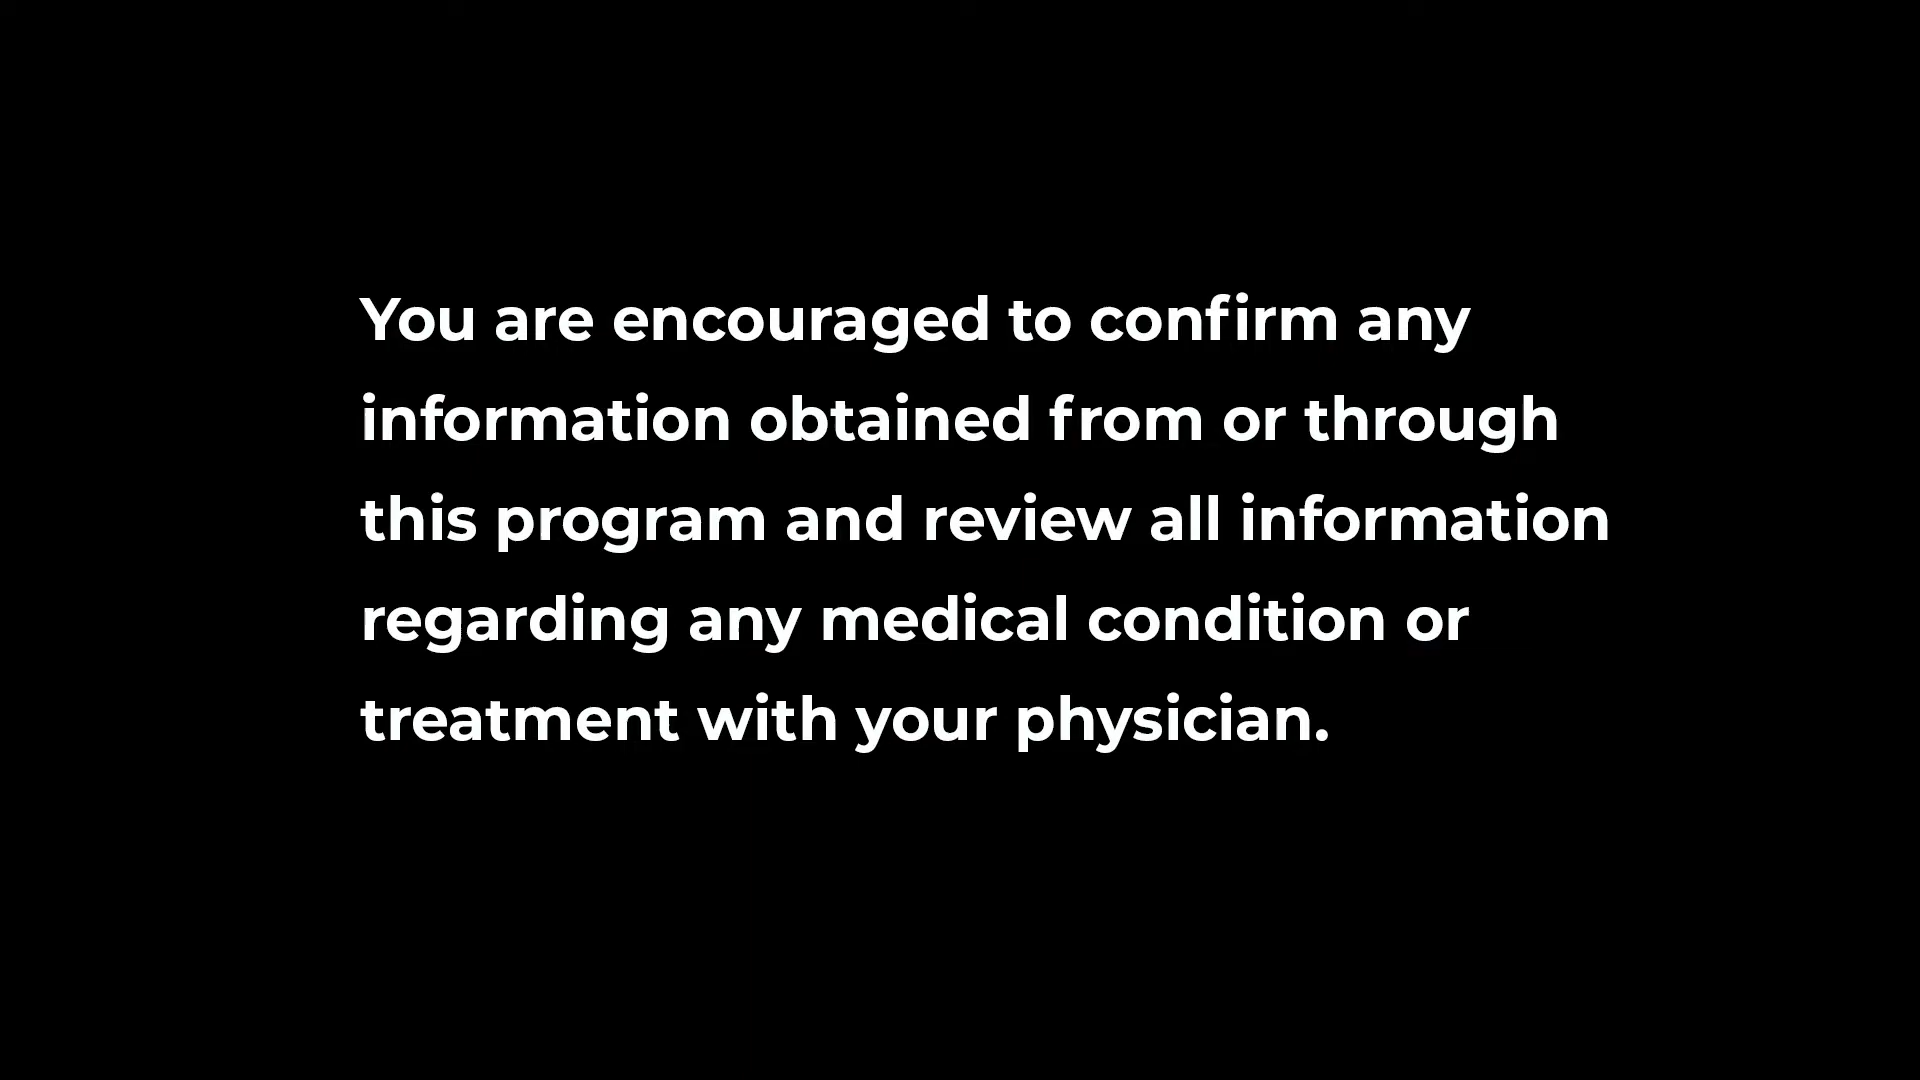 You are encouraged to confirm any
information obtained from or through
this program and review all information
regarding any medical condition or
treatment with your physician.